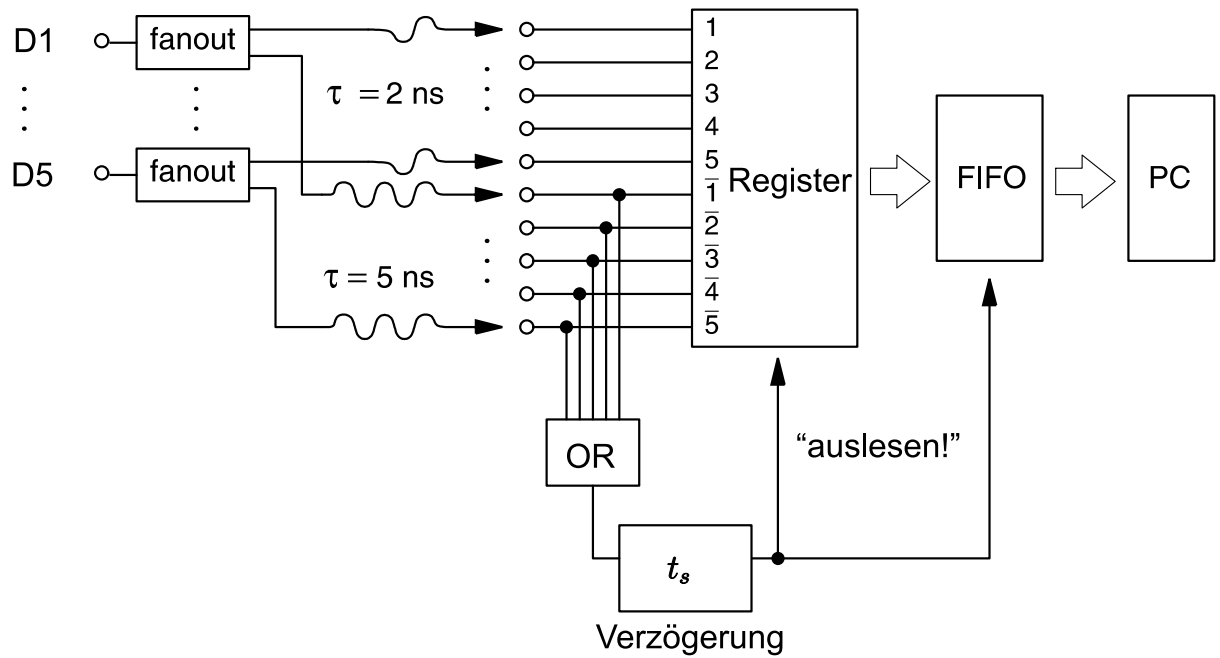 D1
fanout
τ = 2 ns
D5
fanout
τ = 5 ns
1
2
3
4
5
1̅
2̅
3̅
4̅
5̅
Register
FIFO
PC
OR
“auslesen!”
tₛ
Verzögerung